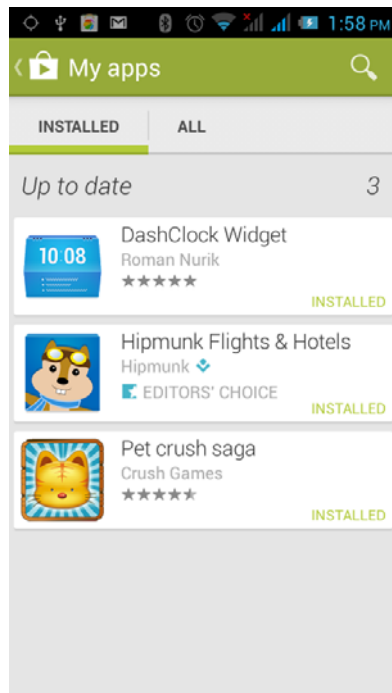 1:58 PM
My apps
INSTALLED ALL
Up to date 3
10 08
DashClock Widget
Roman Nurik
INSTALLED
Hipmunk Flights & Hotels
Hipmunk
EDITORS' CHOICE
INSTALLED
Pet crush saga
Crush Games
INSTALLED